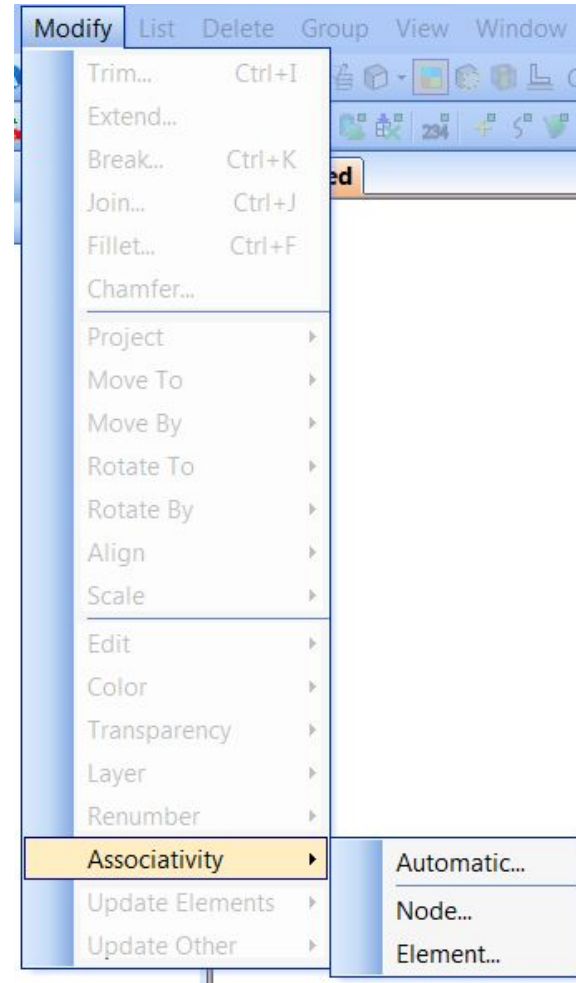 Modify List Delete Group View Window
Trim... Ctrl+I
Extend...
Break... Ctrl+K
Join... Ctrl+J
Fillet... Ctrl+F
Chamfer...
Project
Move To
Move By
Rotate To
Rotate By
Align
Scale
Edit
Color
Transparency
Layer
Renumber
Associativity
Automatic...
Update Elements
Node...
Update Other
Element...
234
ed